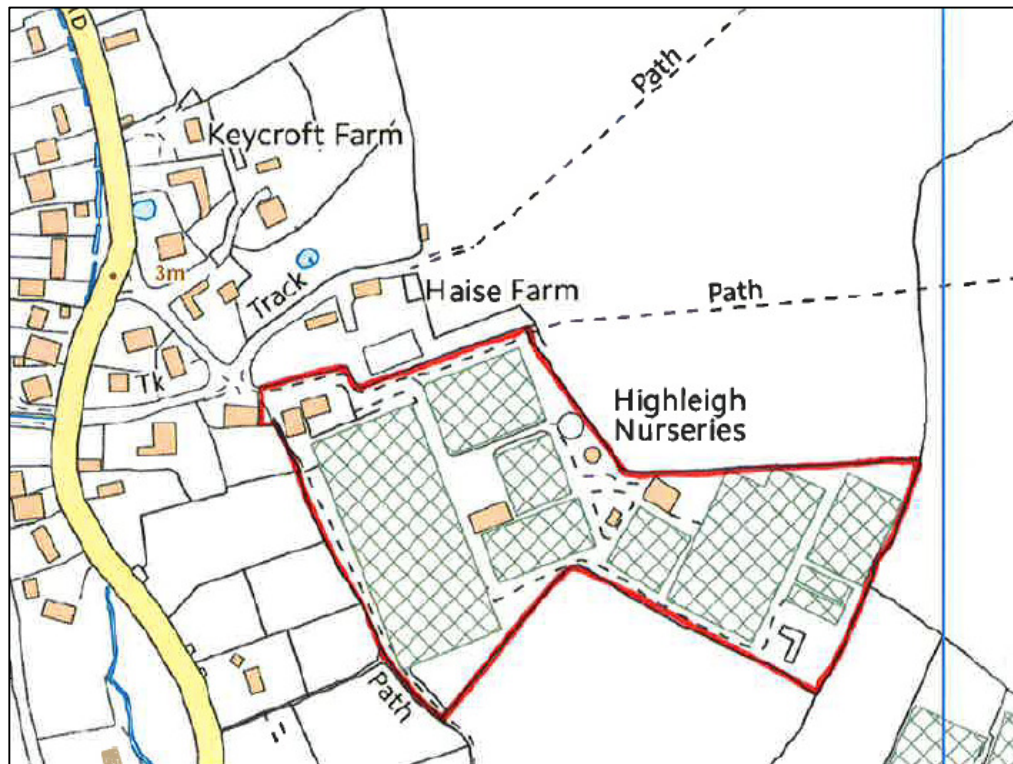 D
Path
Keycroft Farm
3m
Track
Haise Farm
Path
Tk
Highleigh
Nurseries
Path